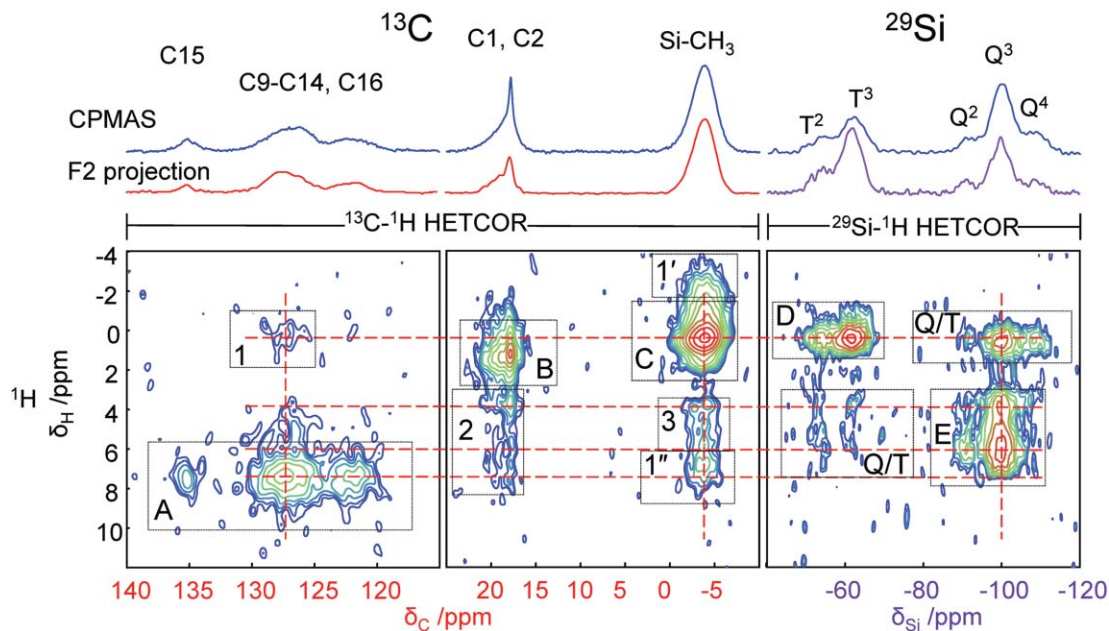 ¹³C
²⁹Si
C15
C9-C14, C16
C1, C2
Si-CH₃
T²
T³
Q²
Q³
Q⁴
CPMAS
F2 projection
¹³C-¹H HETCOR
²⁹Si-¹H HETCOR
-4
-2
0
2
4
6
8
10
¹H
δH /ppm
1
A
B
2
1′
C
3
1″
D
Q/T
Q/T
E
140
135
130
125
120
20
15
10
5
0
-5
-60
-80
-100
-120
δC /ppm
δSi /ppm